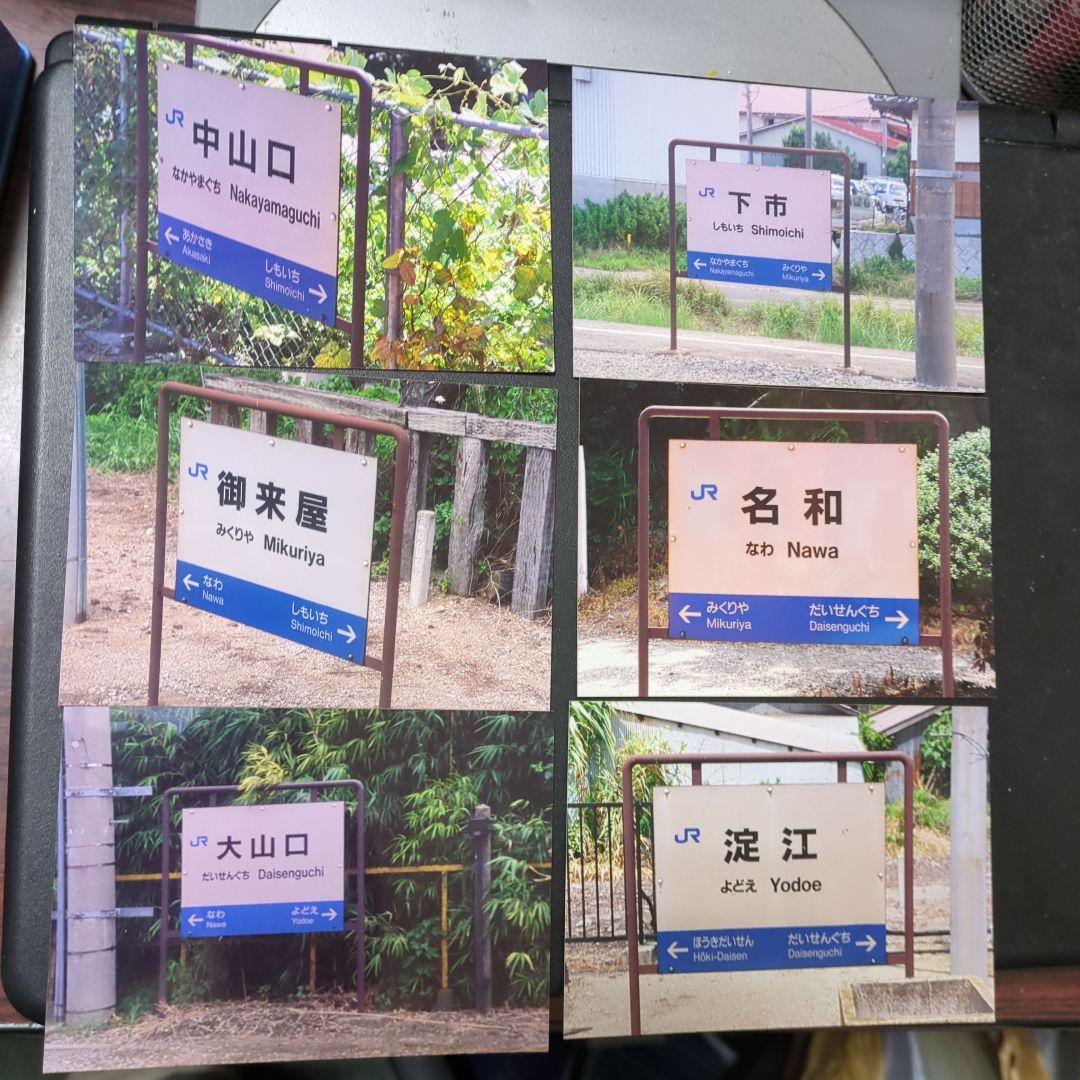 JR
中山口
なかやまぐち Nakayamaguchi
← あかさき
Akasaki
しもいち →
Shimoichi
JR
下市
しもいち Shimoichi
← なかやまぐち
Nakayamaguchi
みくりや →
Mikuriya
JR
御来屋
みくりや Mikuriya
← なわ
Nawa
しもいち →
Shimoichi
JR
名和
なわ Nawa
← みくりや
Mikuriya
だいせんぐち →
Daisenguchi
JR
大山口
だいせんぐち Daisenguchi
← なわ
Nawa
よどえ →
Yodoe
JR
淀江
よどえ Yodoe
← ほうきだいせん
Hōki-Daisen
だいせんぐち →
Daisenguchi